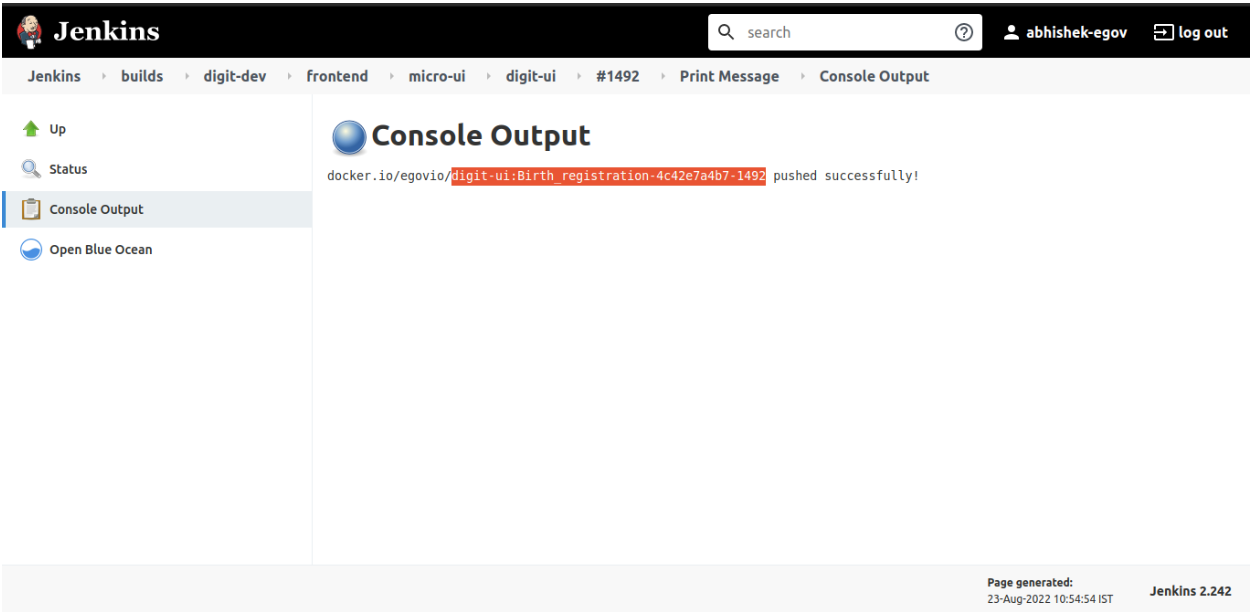 Jenkins
search
abhishek-egov
log out
Jenkins builds digit-dev frontend micro-ui digit-ui #1492 Print Message Console Output
Up
Status
Console Output
Open Blue Ocean
Console Output
docker.io/egovio/digit-ui:Birth_registration-4c42e7a4b7-1492 pushed successfully!
Page generated:
23-Aug-2022 10:54:54 IST
Jenkins 2.242